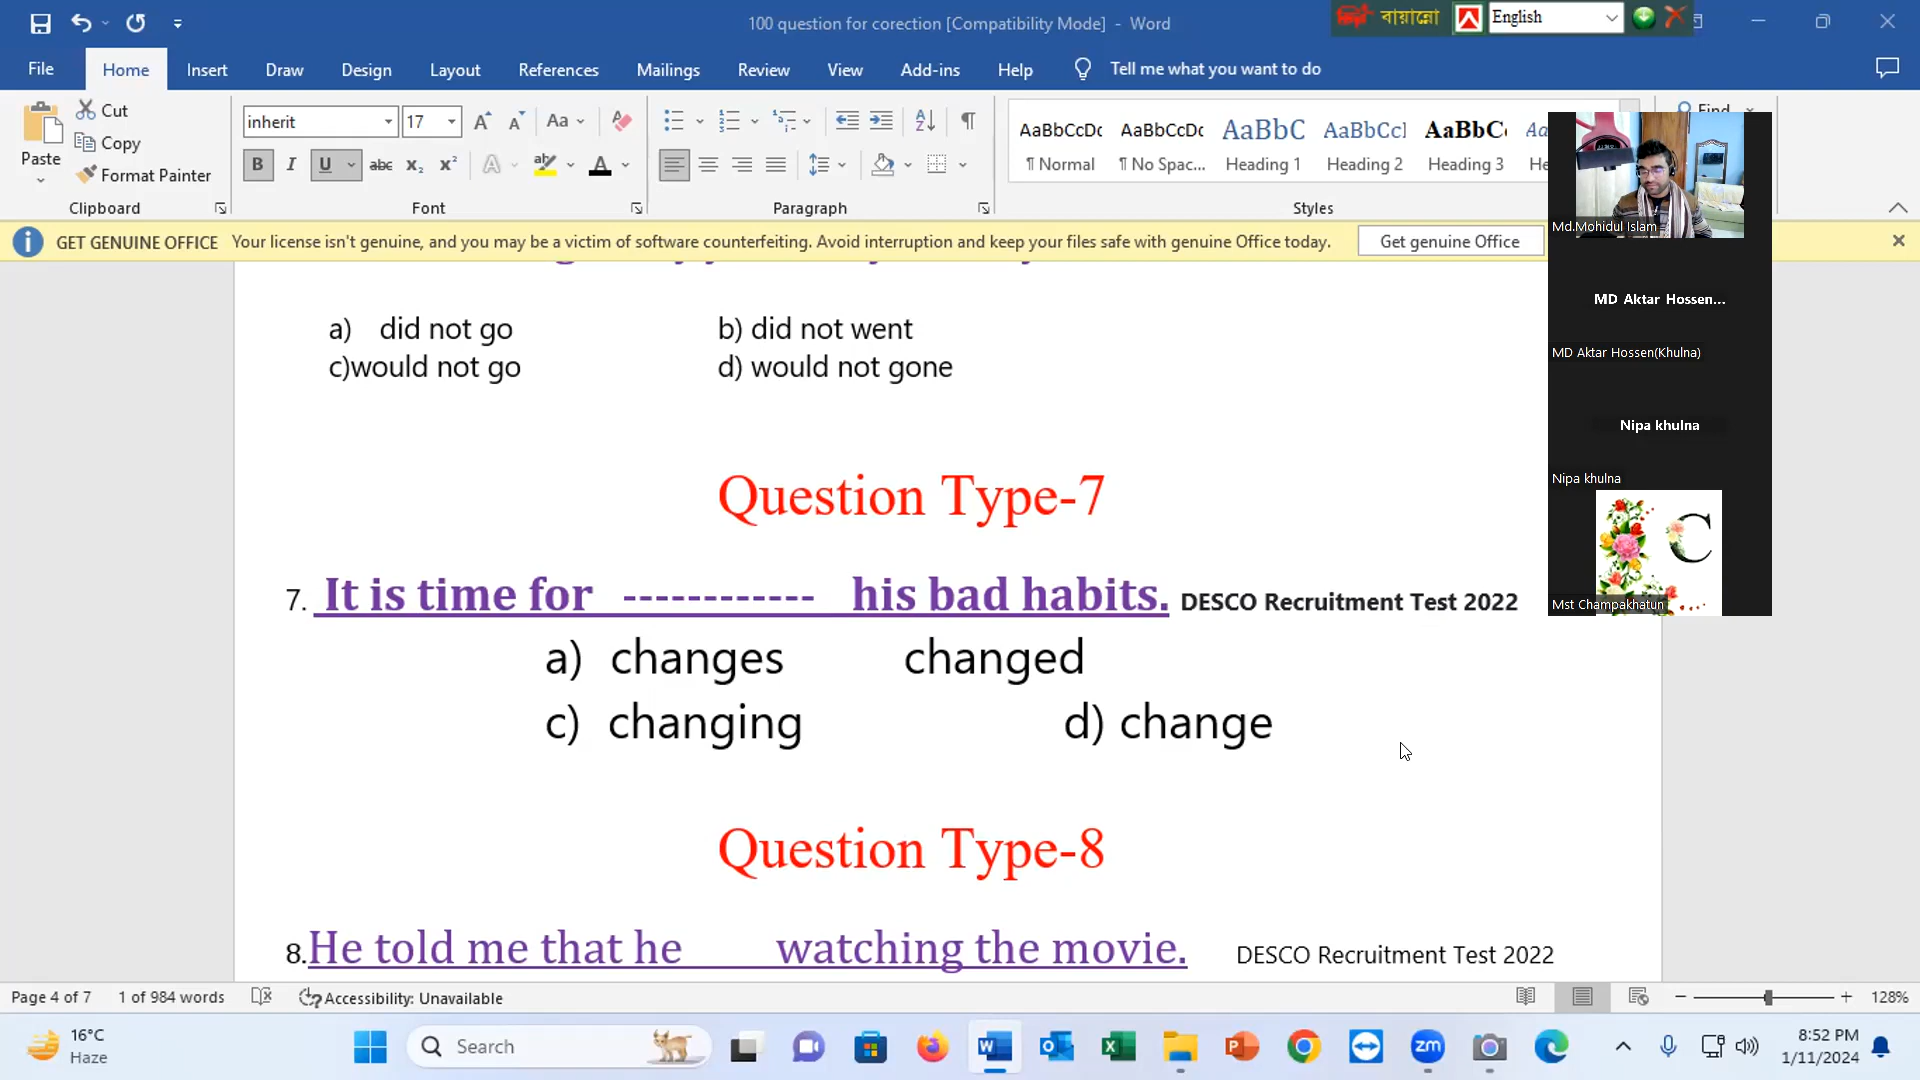 100 question for corection [Compatibility Mode] - Word
বায়ান্নো
English
File
Home
Insert
Draw
Design
Layout
References
Mailings
Review
View
Add-ins
Help
Tell me what you want to do
Paste
Cut
Copy
Format Painter
inherit
17
Aa
B I U abc x₂ x² A ab A
AaBbCcDc AaBbCcDc AaBbC AaBbCcl AaBbC Aa
¶ Normal ¶ No Spac... Heading 1 Heading 2 Heading 3 He
Find
Clipboard
Font
Paragraph
Styles
GET GENUINE OFFICE Your license isn't genuine, and you may be a victim of software counterfeiting. Avoid interruption and keep your files safe with genuine Office today.
Get genuine Office
Md.Mohidul Islam
MD Aktar Hossen...
MD Aktar Hossen(Khulna)
Nipa khulna
Nipa khulna
C
Mst Champakhatun
a) did not go b) did not went
c)would not go d) would not gone
Question Type-7
7. It is time for ------------ his bad habits. DESCO Recruitment Test 2022
a) changes changed
c) changing d) change
Question Type-8
8.He told me that he watching the movie. DESCO Recruitment Test 2022
Page 4 of 7 1 of 984 words Accessibility: Unavailable
128%
16°C
Haze
Search
zm
8:52 PM
1/11/2024